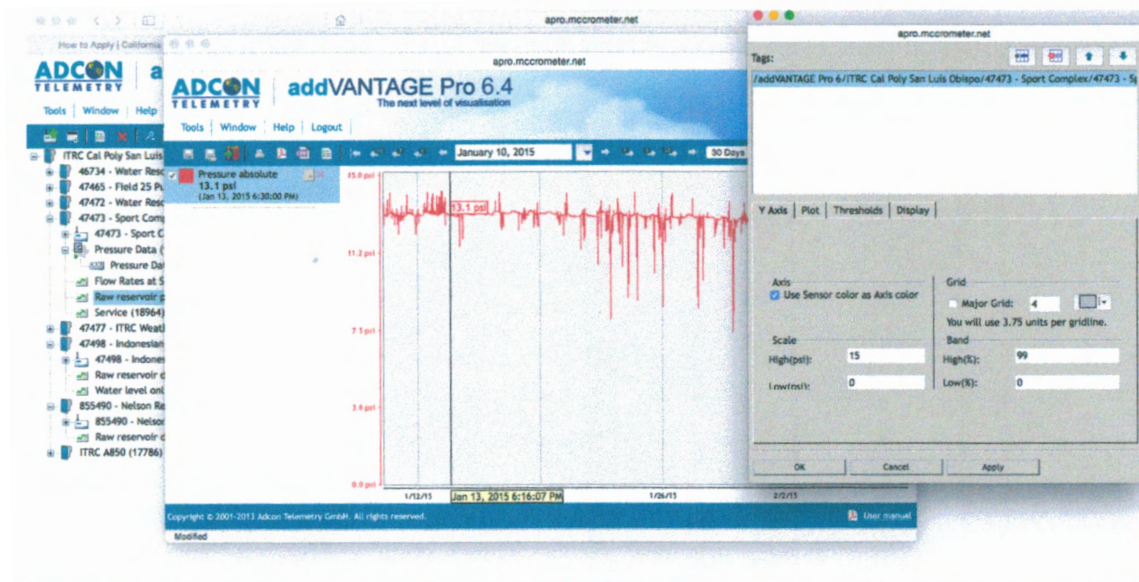 apro.mccrometer.net
How to Apply | California
ADCON
TELEMETRY
a
Tools Window Help
ITRC Cal Poly San Luis
46734 - Water Reso
47465 - Field 25 Pu
47472 - Water Reso
47473 - Sport Comp
47473 - Sport C
Pressure Data (
Pressure Dat
Flow Rates at S
Raw reservoir p
Service (18964)
47477 - ITRC Weath
47498 - Indonesian
47498 - Indones
Raw reservoir d
Water level onl
855490 - Nelson Re
855490 - Nelson
Raw reservoir d
ITRC A850 (17786)
apro.mccrometer.net
ADCON
TELEMETRY
addVANTAGE Pro 6.4
The next level of visualisation
Tools Window Help Logout
January 10, 2015
30 Days
Pressure absolute
13.1 psi
(Jan 13, 2015 6:30:00 PM)
15.0 psi
13.1 psi
11.2 psi
7.5 psi
3.8 psi
0.0 psi
1/12/15 Jan 13, 2015 6:16:07 PM 1/26/15 2/2/15
Copyright © 2001-2013 Adcon Telemetry GmbH. All rights reserved.
User manual
Modified
apro.mccrometer.net
Tags:
/addVANTAGE Pro 6/ITRC Cal Poly San Luis Obispo/47473 - Sport Complex/47473 - Sp
Y Axis Plot Thresholds Display
Axis
Use Sensor color as Axis color
Scale
High(psi): 15
Low(psi): 0
Grid
Major Grid: 4
You will use 3.75 units per gridline.
Band
High(%): 99
Low(%): 0
OK Cancel Apply